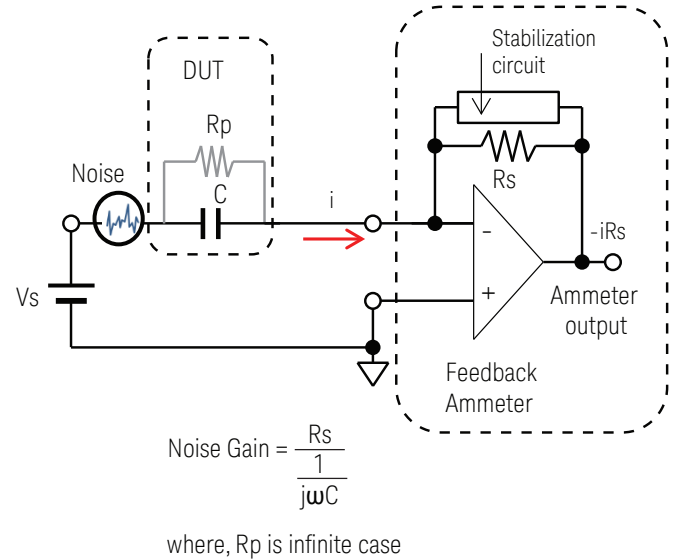 Stabilization
circuit
DUT
Rp
Rs
Noise
C
i
-
-iRs
Vs
+
Ammeter
output
Feedback
Ammeter
Noise Gain = Rs
1
jωC
where, Rp is infinite case